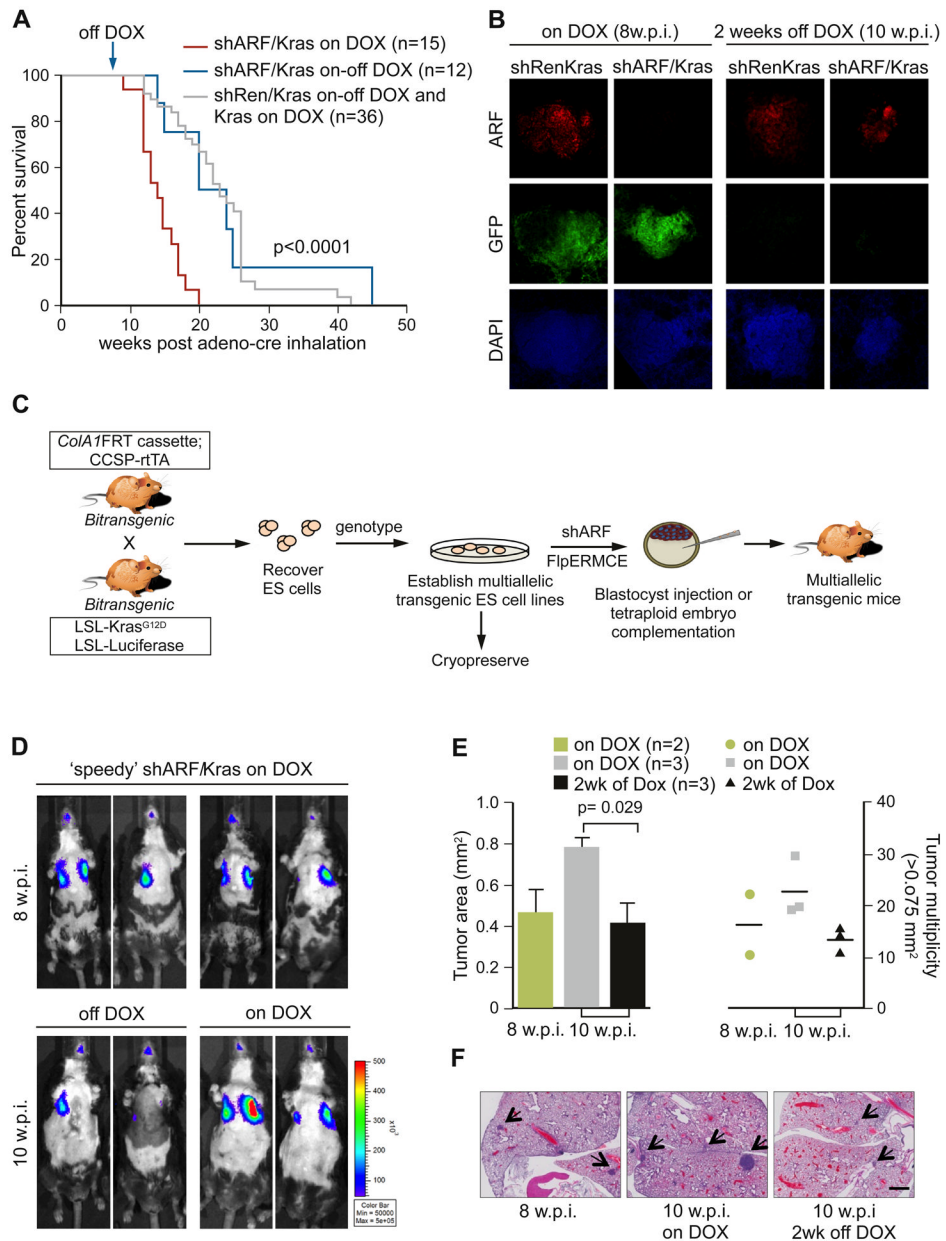 A
off DOX
shARF/Kras on DOX (n=15)
shARF/Kras on-off DOX (n=12)
shRen/Kras on-off DOX and
Kras on DOX (n=36)
Percent survival
100
80
60
40
20
0
p<0.0001
0 10 20 30 40 50
weeks post adeno-cre inhalation
B
on DOX (8w.p.i.) 2 weeks off DOX (10 w.p.i.)
shRenKras shARF/Kras shRenKras shARF/Kras
ARF
GFP
DAPI
C
ColA1FRT cassette;
CCSP-rtTA
Bitransgenic
X
Bitransgenic
LSL-KrasG12D
LSL-Luciferase
Recover
ES cells
genotype
Establish multiallelic
transgenic ES cell lines
Cryopreserve
shARF
FlpERMCE
Blastocyst injection or
tetraploid embryo
complementation
Multiallelic
transgenic mice
D
‘speedy’ shARF/Kras on DOX
8 w.p.i.
off DOX on DOX
10 w.p.i.
500
400
300
200
100
x10^3
Color Bar
Min = 50000
Max = 5e+05
E
on DOX (n=2) on DOX
on DOX (n=3) on DOX
2wk of Dox (n=3) 2wk of Dox
p= 0.029
Tumor area (mm²)
1.0
0.8
0.6
0.4
0.2
0
8 w.p.i. 10 w.p.i.
40
30
20
10
0
Tumor multiplicity
(>0.o75 mm²
8 w.p.i. 10 w.p.i.
F
8 w.p.i.
10 w.p.i.
on DOX
10 w.p.i
2wk off DOX